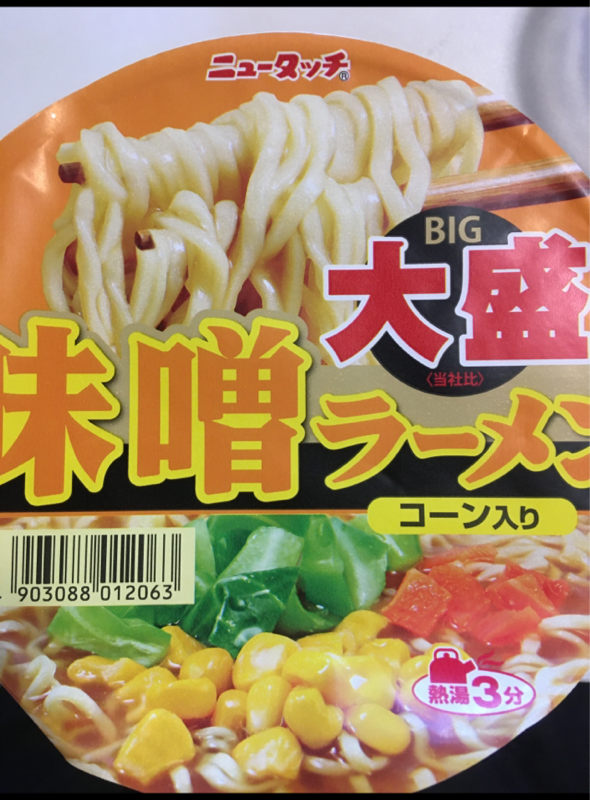 ニュータッチ®
BIG
大盛
〈当社比〉
味噌ラーメン
コーン入り
903088 012063
熱湯3分